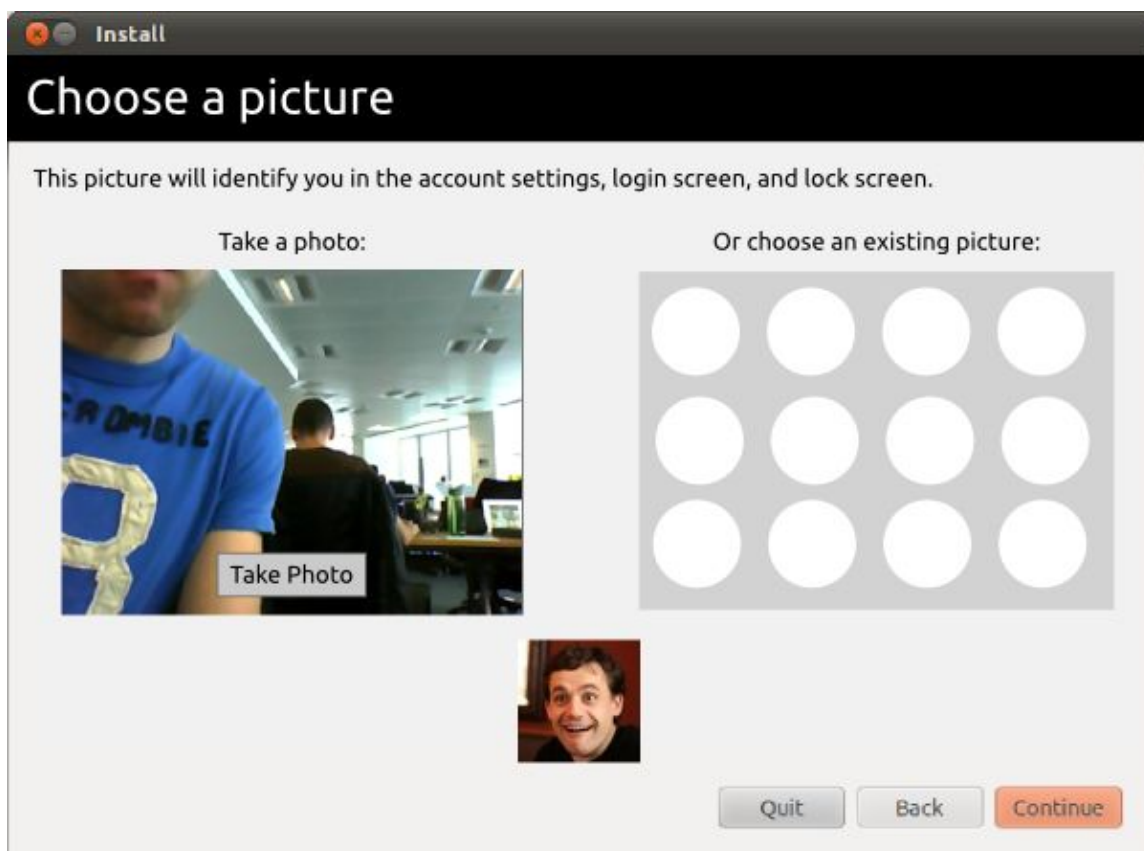 Install
Choose a picture
This picture will identify you in the account settings, login screen, and lock screen.
Take a photo:
Or choose an existing picture:
Take Photo
Quit
Back
Continue